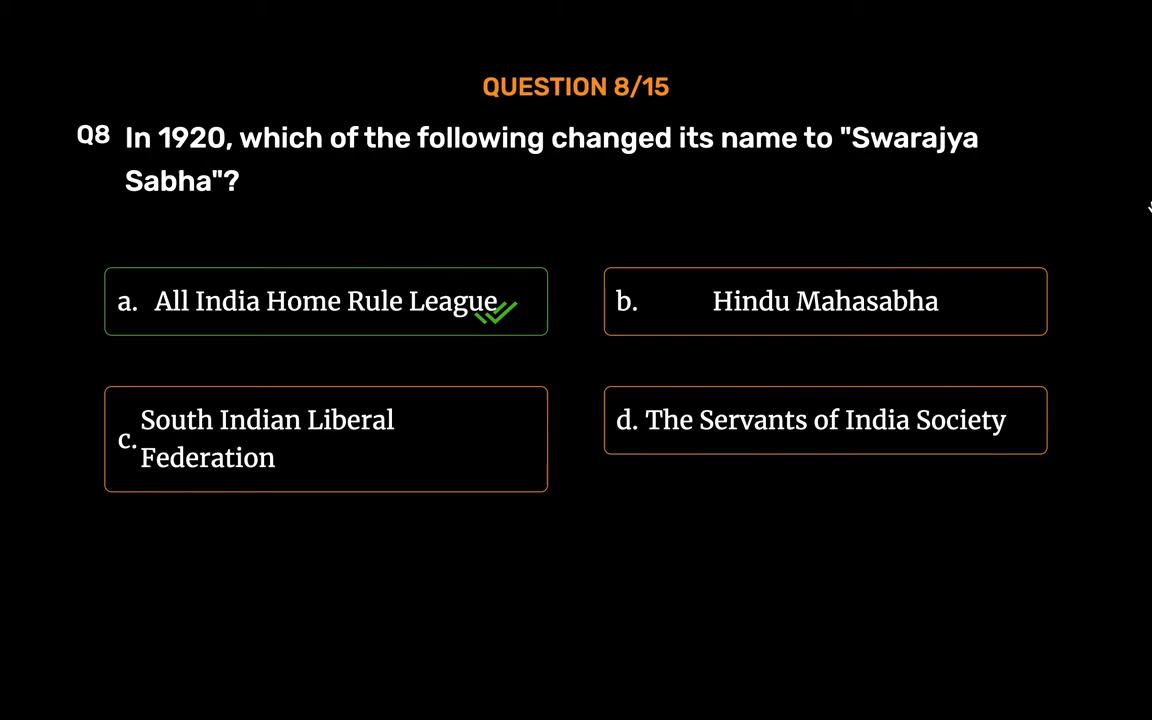 QUESTION 8/15
Q8 In 1920, which of the following changed its name to "Swarajya
Sabha"?
a. All India Home Rule League
b. Hindu Mahasabha
c. South Indian Liberal
Federation
d. The Servants of India Society